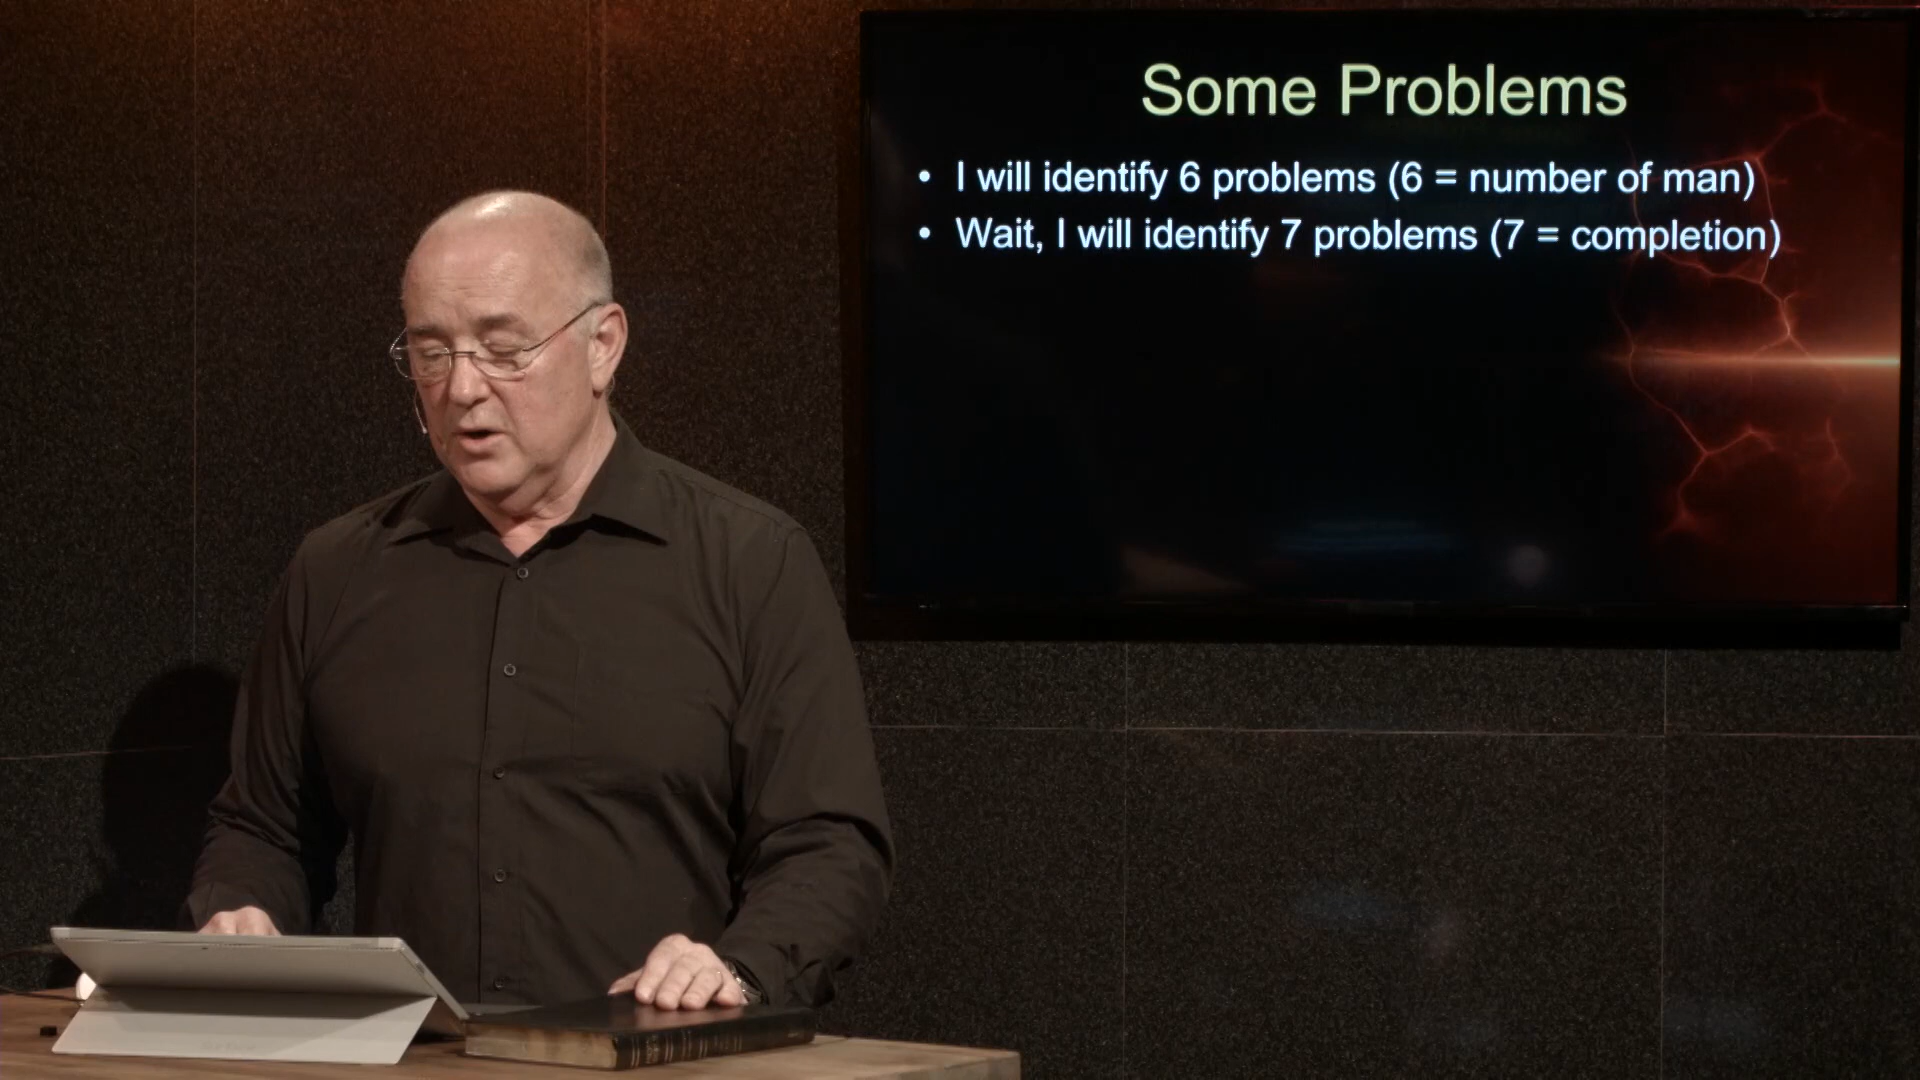 Some Problems
• I will identify 6 problems (6 = number of man)
• Wait, I will identify 7 problems (7 = completion)